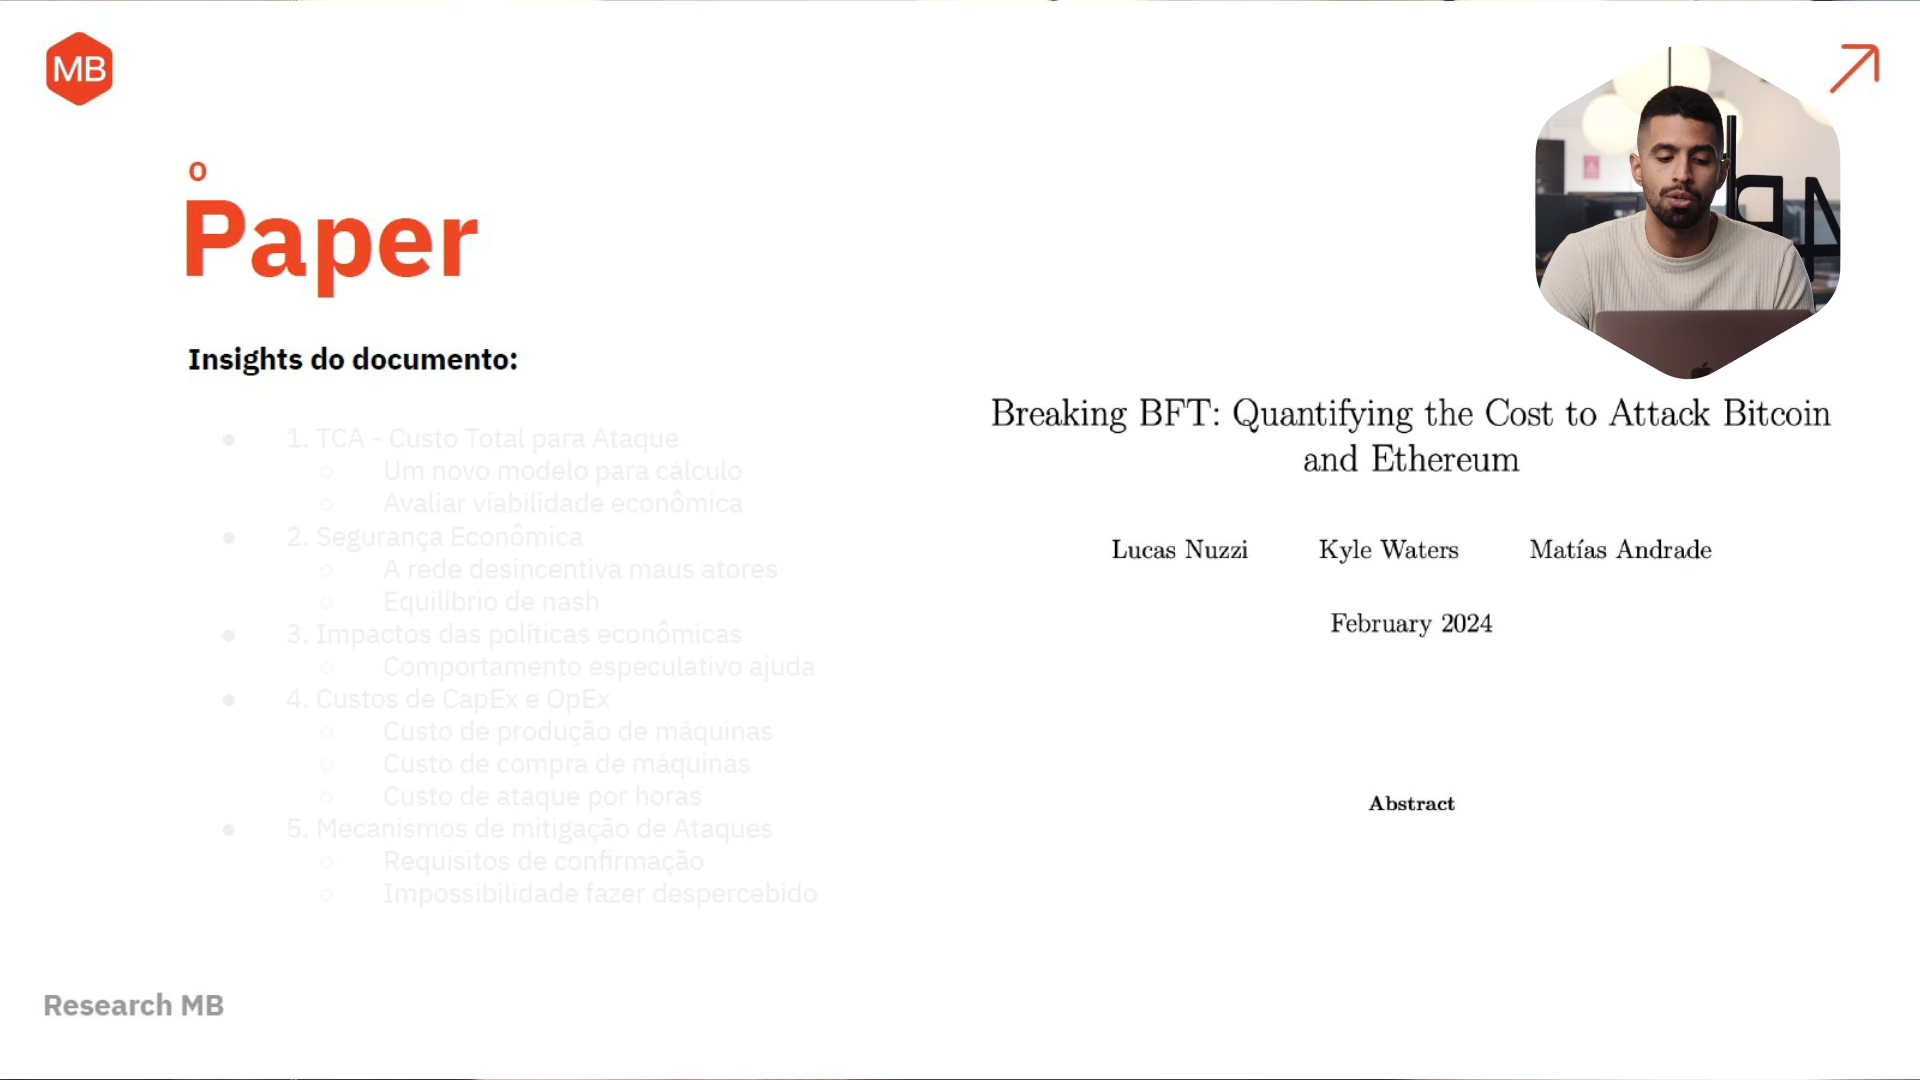 MB
O
Paper
Insights do documento:
1. TCA - Custo Total para Ataque
Um novo modelo para cálculo
Avaliar viabilidade econômica
2. Segurança Econômica
A rede desincentiva maus atores
Equilíbrio de nash
3. Impactos das políticas econômicas
Comportamento especulativo ajuda
4. Custos de CapEx e OpEx
Custo de produção de máquinas
Custo de compra de máquinas
Custo de ataque por horas
5. Mecanismos de mitigação de Ataques
Requisitos de confirmação
Impossibilidade fazer despercebido
Breaking BFT: Quantifying the Cost to Attack Bitcoin
and Ethereum
Lucas Nuzzi Kyle Waters Matías Andrade
February 2024
Abstract
Research MB